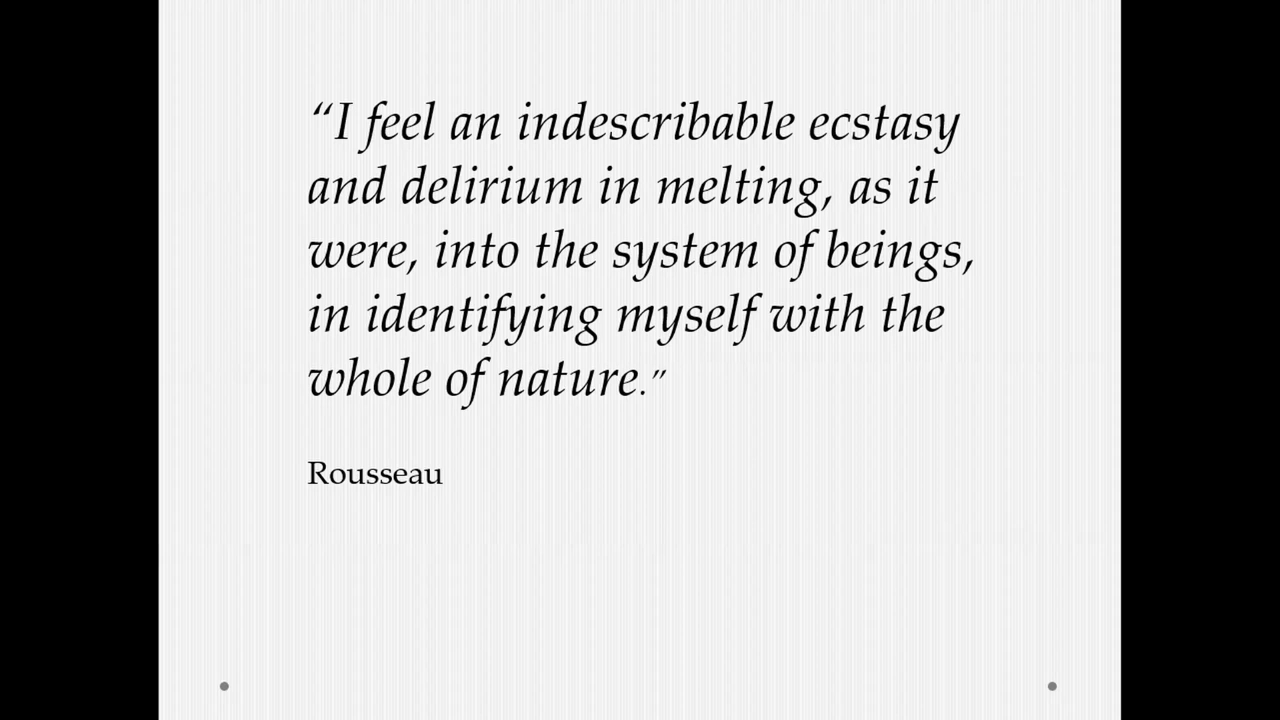 “I feel an indescribable ecstasy
and delirium in melting, as it
were, into the system of beings,
in identifying myself with the
whole of nature.”
Rousseau